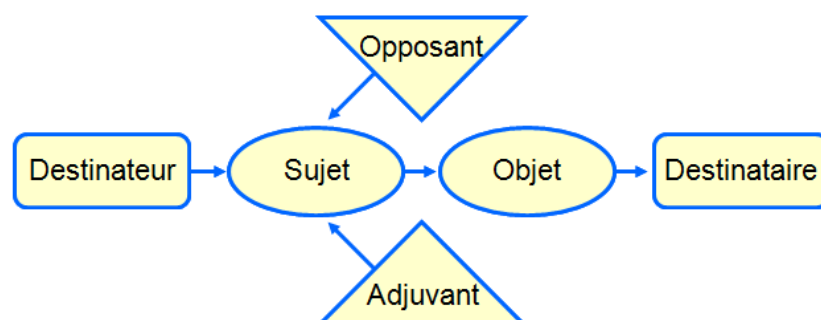 Opposant
Destinateur
Sujet
Objet
Destinataire
Adjuvant